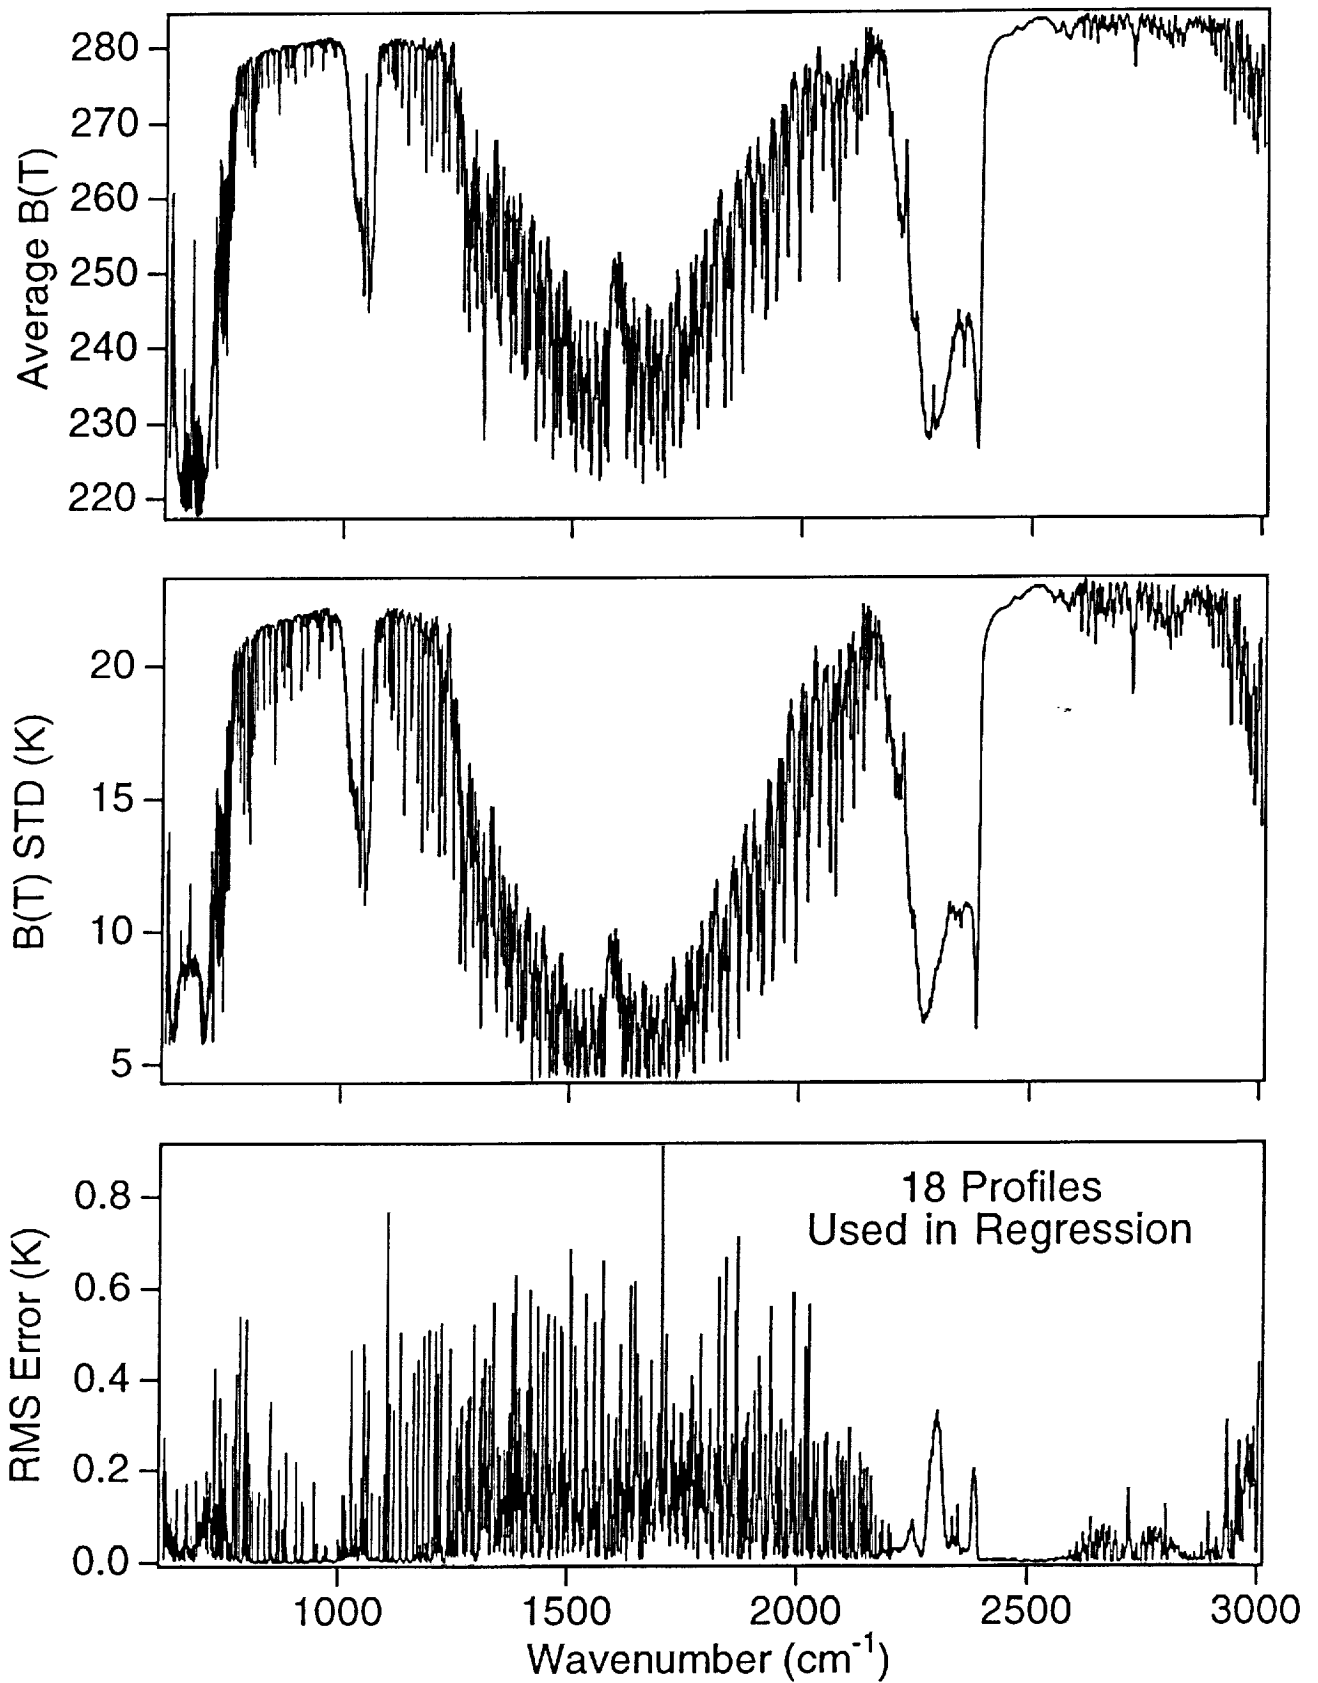 280
270
260
250
240
230
220
Average B(T)
20
15
10
5
B(T) STD (K)
18 Profiles
Used in Regression
0.8
0.6
0.4
0.2
0.0
RMS Error (K)
1000 1500 2000 2500 3000
Wavenumber (cm⁻¹)